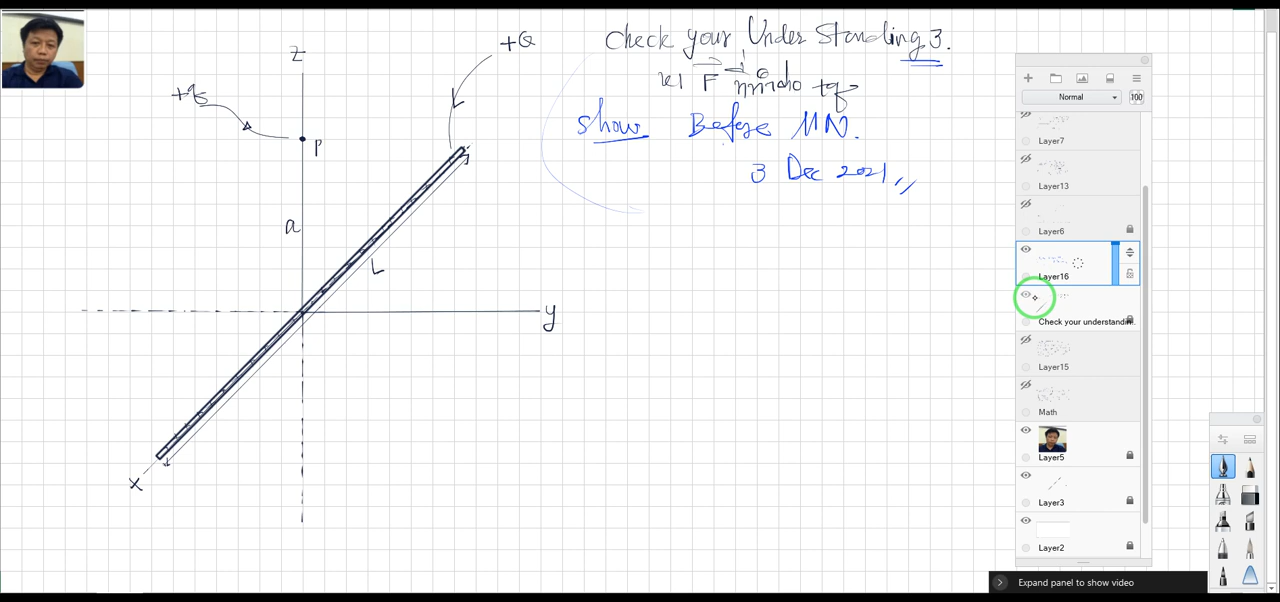 Check your Under Standing 3.
F
+q
show Before MN.
3 Dec 2021
z
+Q
+q
P
a
L
y
x
Normal
100
Layer7
Layer13
Layer6
Layer16
Check your understandin.
Layer15
Math
Layer5
Layer3
Layer2
Expand panel to show video